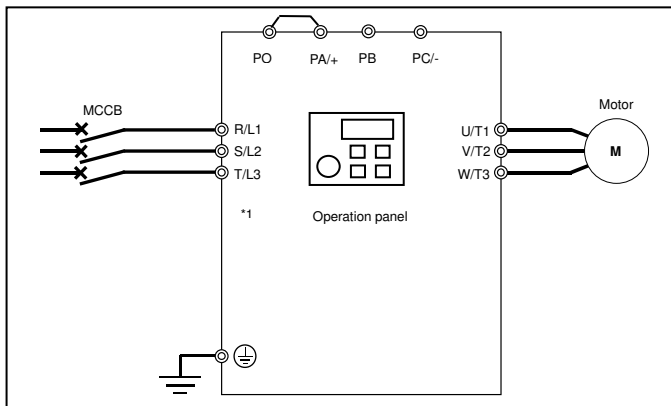 PO PA/+ PB PC/-
MCCB
Motor
R/L1
S/L2
T/L3
U/T1
V/T2
W/T3
M
*1
Operation panel